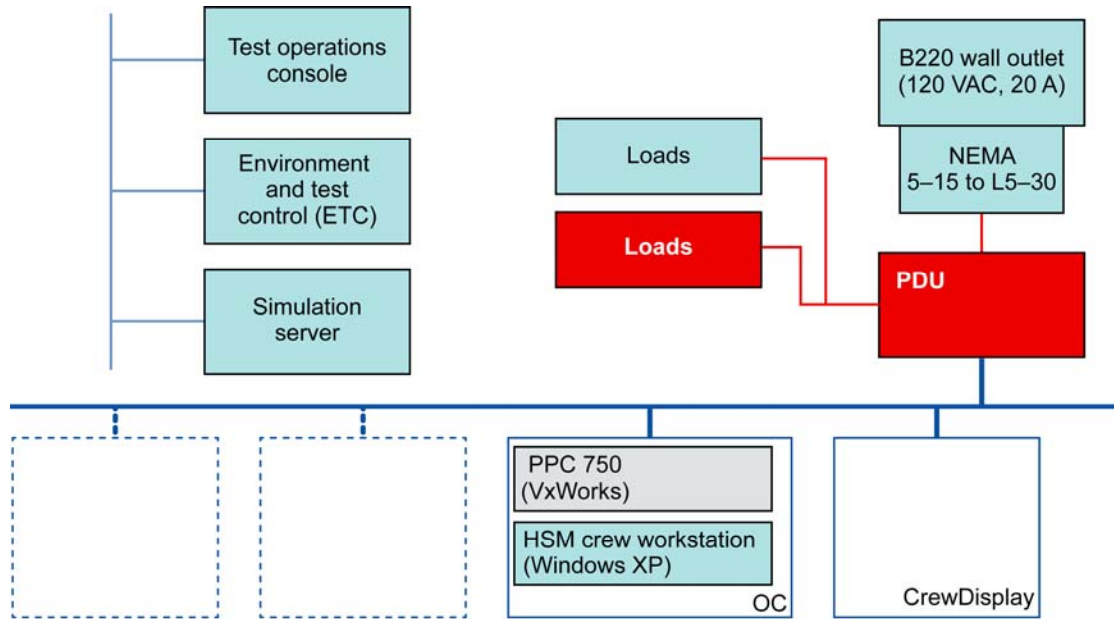 Test operations
console
Environment
and test
control (ETC)
Simulation
server
Loads
Loads
B220 wall outlet
(120 VAC, 20 A)
NEMA
5–15 to L5–30
PDU
PPC 750
(VxWorks)
HSM crew workstation
(Windows XP)
OC
CrewDisplay